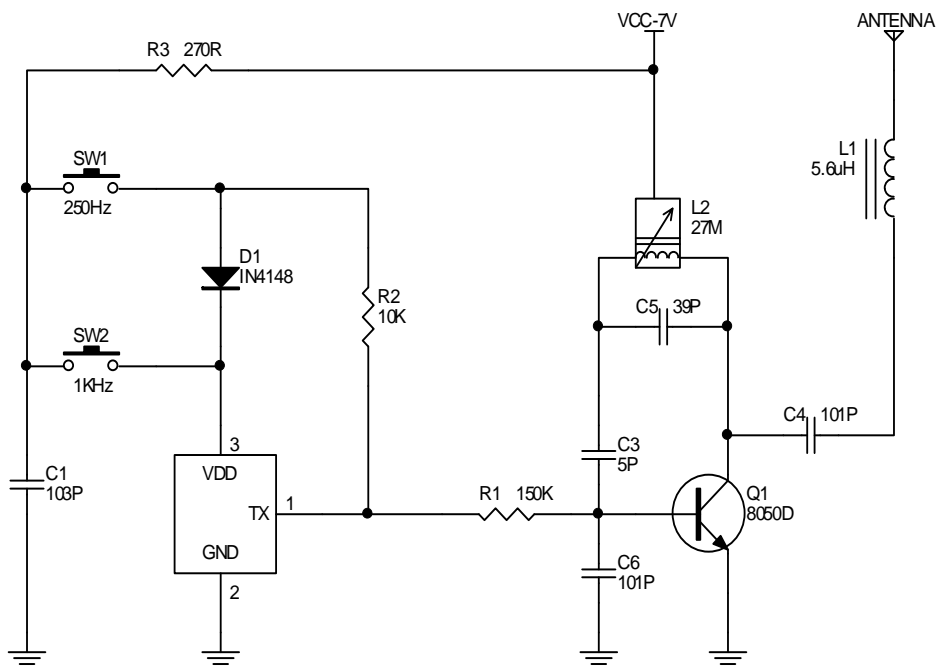 VCC-7V
ANTENNA
R3 270R
L1
5.6uH
SW1
250Hz
L2
27M
D1
IN4148
C5 39P
R2
10K
SW2
1KHz
C4 101P
3
C3
5P
VDD
C1
103P
1
R1 150K
Q1
8050D
TX
GND
C6
101P
2